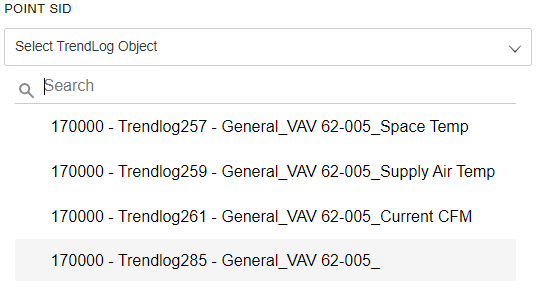 POINT SID
Select TrendLog Object
Search
170000 - Trendlog257 - General_VAV 62-005_Space Temp
170000 - Trendlog259 - General_VAV 62-005_Supply Air Temp
170000 - Trendlog261 - General_VAV 62-005_Current CFM
170000 - Trendlog285 - General_VAV 62-005_